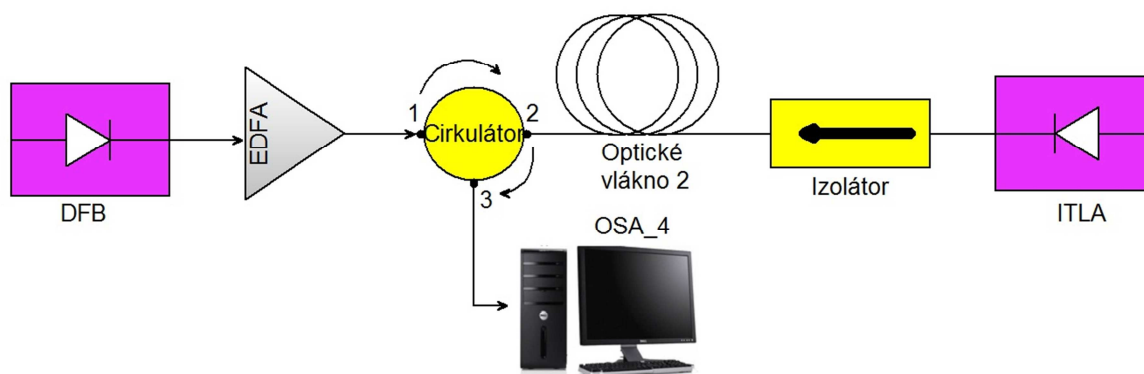 DFB
EDFA
1
Cirkulátor
2
3
Optické
vlákno 2
Izolátor
ITLA
OSA_4